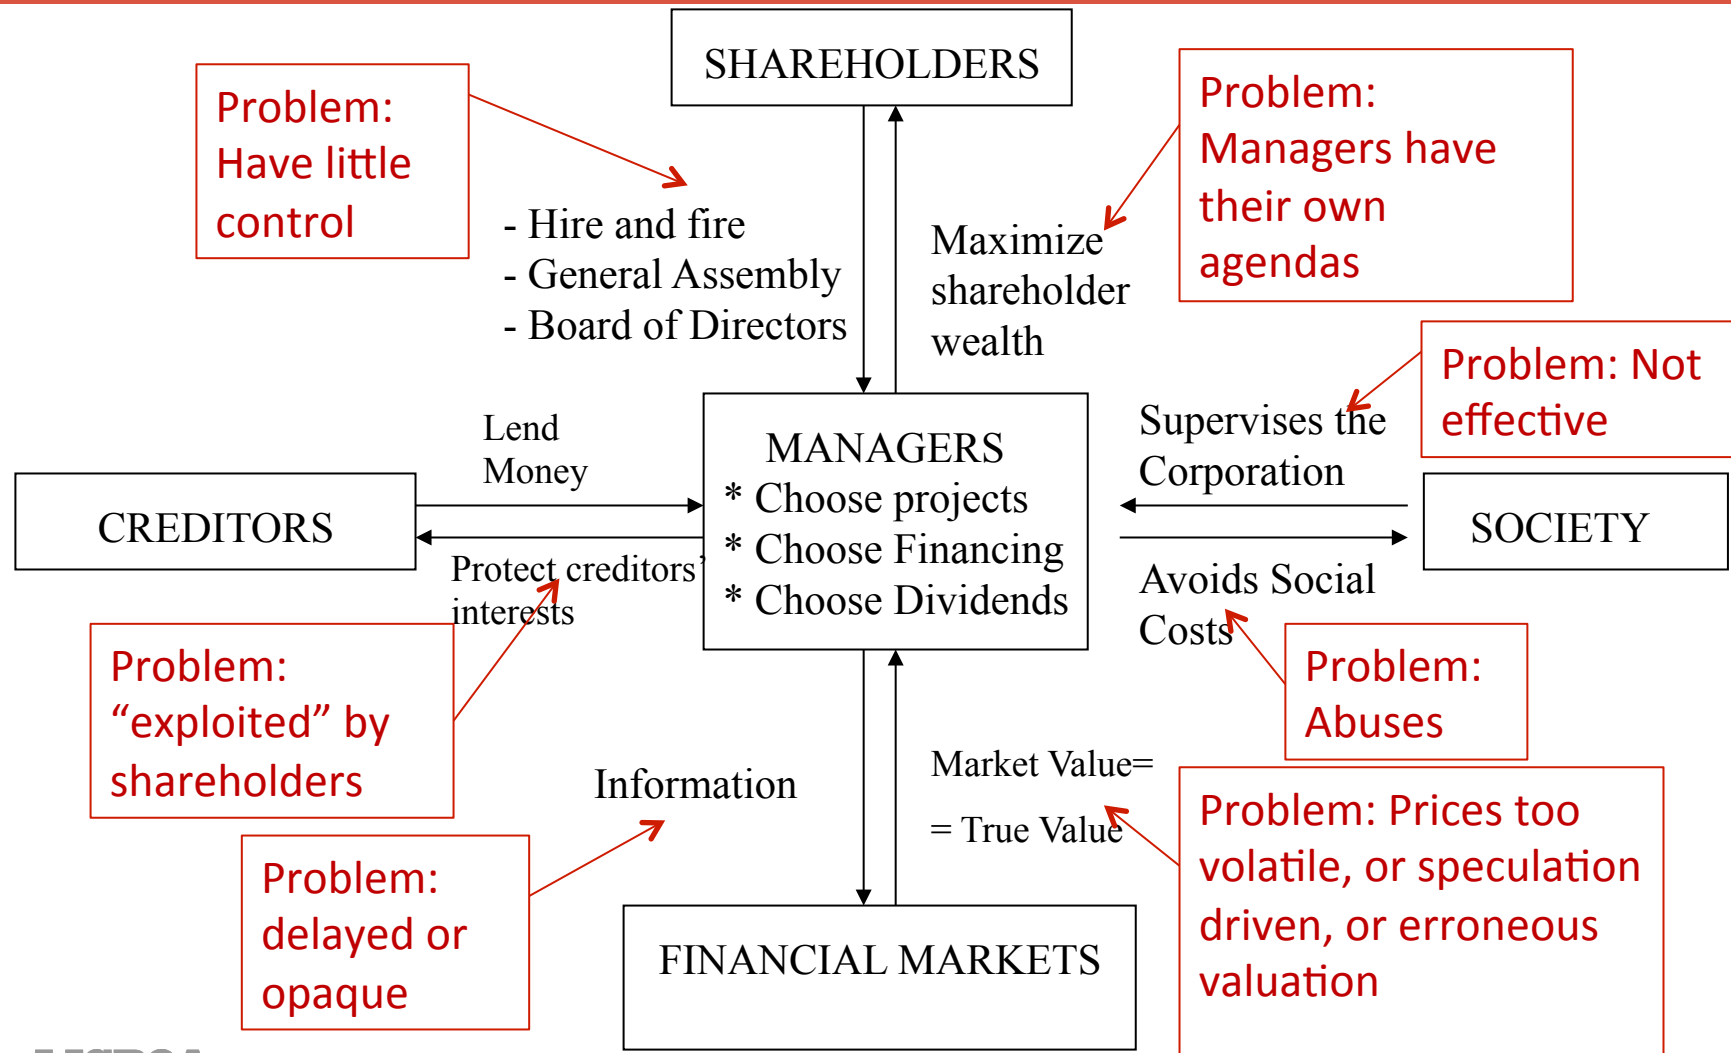 SHAREHOLDERS
Problem:
Have little
control
Problem:
Managers have
their own
agendas
- Hire and fire
- General Assembly
- Board of Directors
Maximize
shareholder
wealth
Problem: Not
effective
Lend
Money
MANAGERS
* Choose projects
* Choose Financing
* Choose Dividends
Supervises the
Corporation
CREDITORS
SOCIETY
Protect creditors’
interests
Avoids Social
Costs
Problem:
“exploited” by
shareholders
Problem:
Abuses
Information
Market Value=
= True Value
Problem: Prices too
volatile, or speculation
driven, or erroneous
valuation
Problem:
delayed or
opaque
FINANCIAL MARKETS